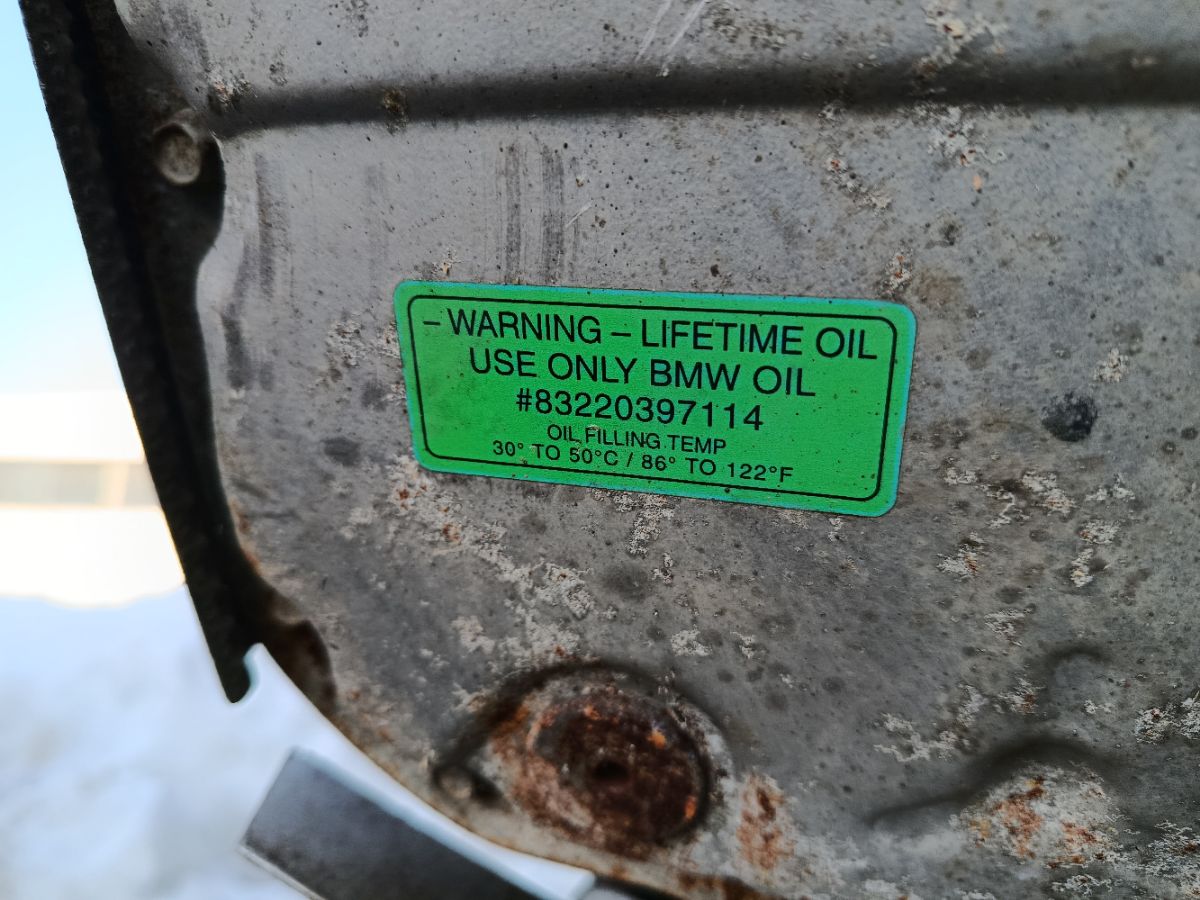 – WARNING – LIFETIME OIL
USE ONLY BMW OIL
#83220397114
OIL FILLING TEMP
30° TO 50°C / 86° TO 122°F